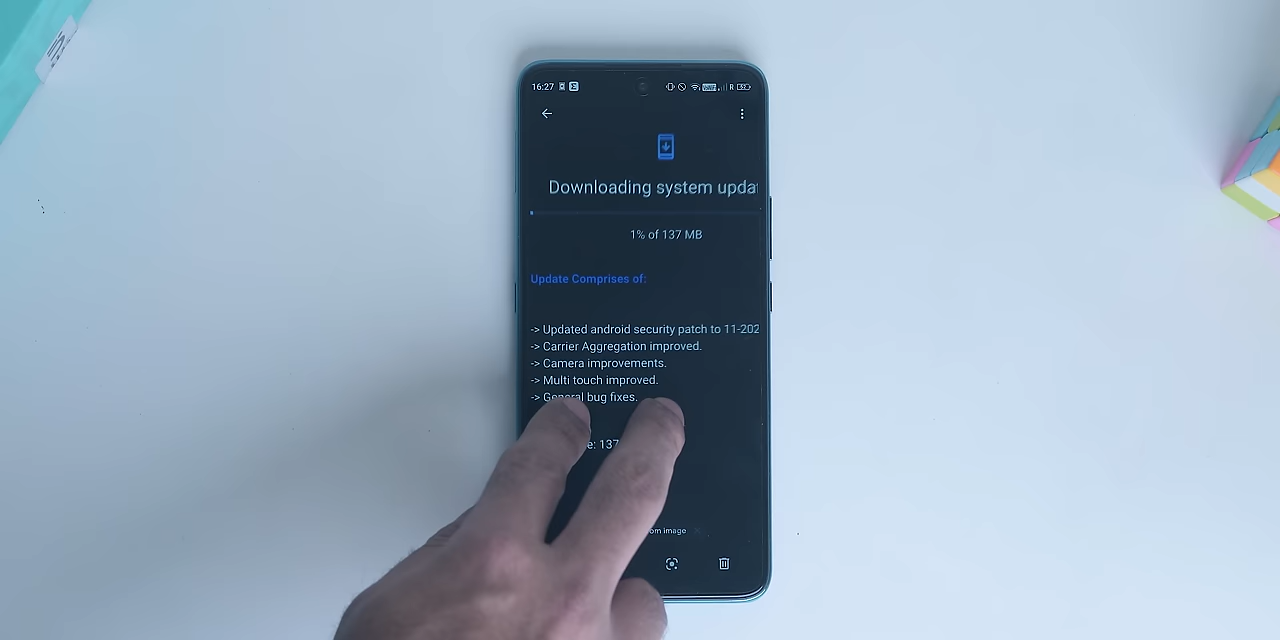 16:27
R
Downloading system updat
1% of 137 MB
Update Comprises of:
-> Updated android security patch to 11-202
-> Carrier Aggregation improved.
-> Camera improvements.
-> Multi touch improved.
-> General bug fixes.
e: 137
om image